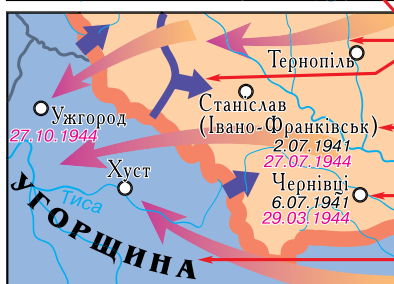 Тернопіль
Станіслав
(Івано-Франківськ)
2.07.1941
27.07.1944
Ужгород
27.10.1944
Хуст
Чернівці
6.07.1941
29.03.1944
Тиса
УГОРЩИНА